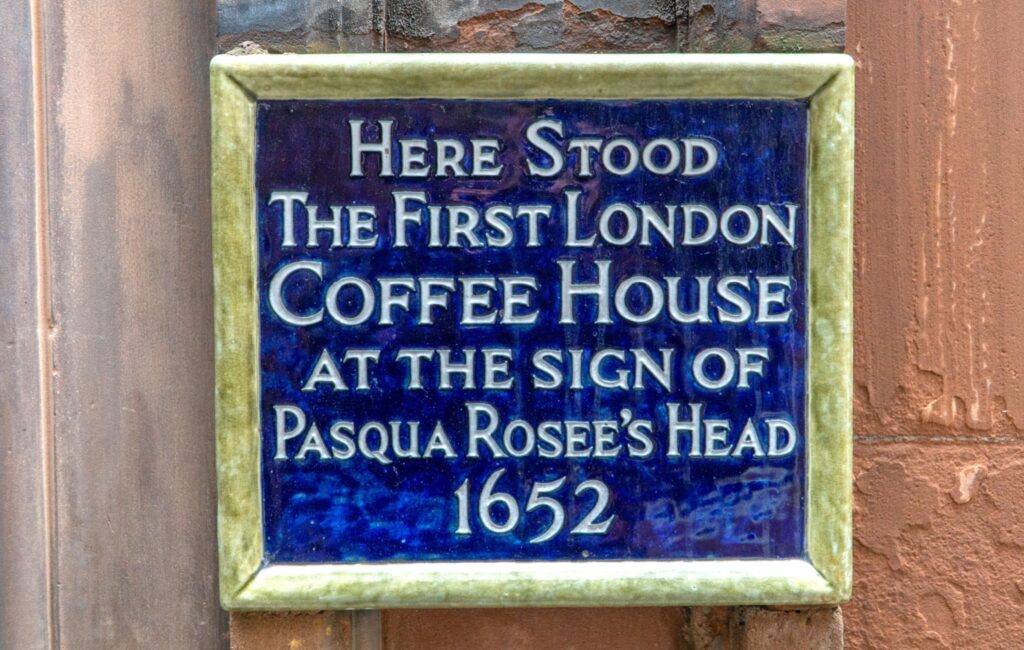 Here Stood
The First London
Coffee House
at the sign of
Pasqua Rosee's Head
1652